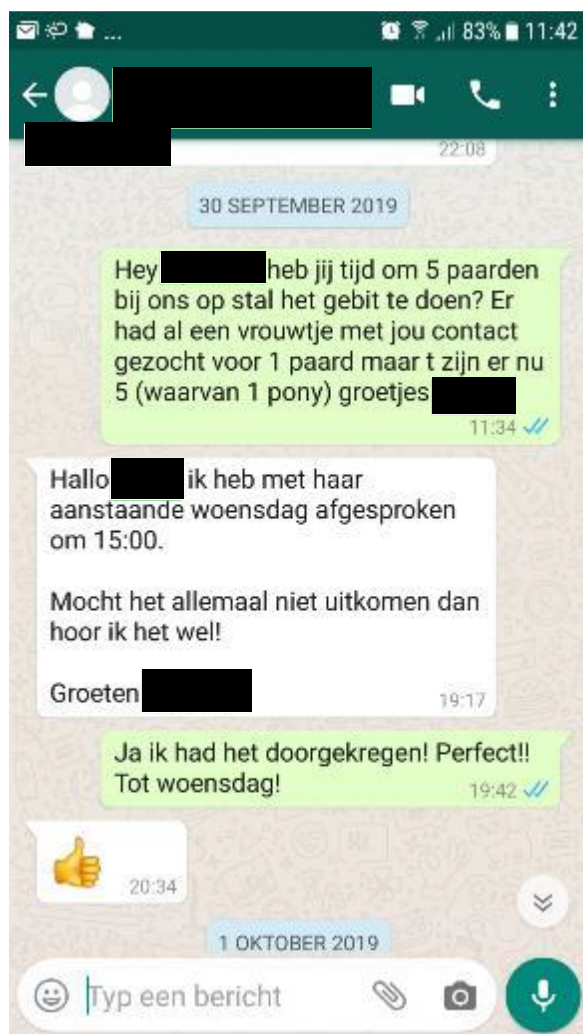 ... 83% 11:42
22:08
30 SEPTEMBER 2019
Hey heb jij tijd om 5 paarden
bij ons op stal het gebit te doen? Er
had al een vrouwtje met jou contact
gezocht voor 1 paard maar t zijn er nu
5 (waarvan 1 pony) groetjes
11:34
Hallo ik heb met haar
aanstaande woensdag afgesproken
om 15:00.
Mocht het allemaal niet uitkomen dan
hoor ik het wel!
Groeten
19:17
Ja ik had het doorgekregen! Perfect!!
Tot woensdag!
19:42
20:34
1 OKTOBER 2019
Typ een bericht